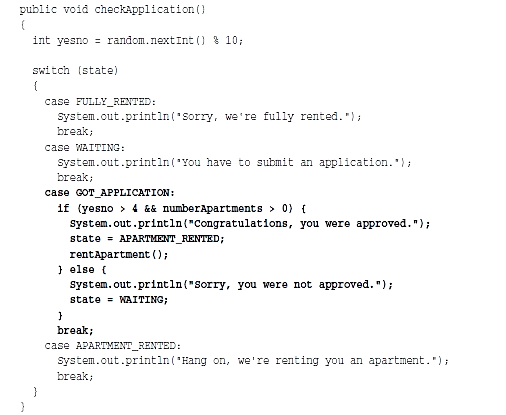 public void checkApplication()
{
int yesno = random.nextInt() % 10;
switch (state)
{
case FULLY_RENTED:
System.out.println("Sorry, we're fully rented.");
break;
case WAITING:
System.out.println("You have to submit an application.");
break;
case GOT_APPLICATION:
if (yesno > 4 && numberApartments > 0) {
System.out.println("Congratulations, you were approved.");
state = APARTMENT_RENTED;
rentApartment();
} else {
System.out.println("Sorry, you were not approved.");
state = WAITING;
}
break;
case APARTMENT_RENTED:
System.out.println("Hang on, we're renting you an apartment.");
break;
}
}